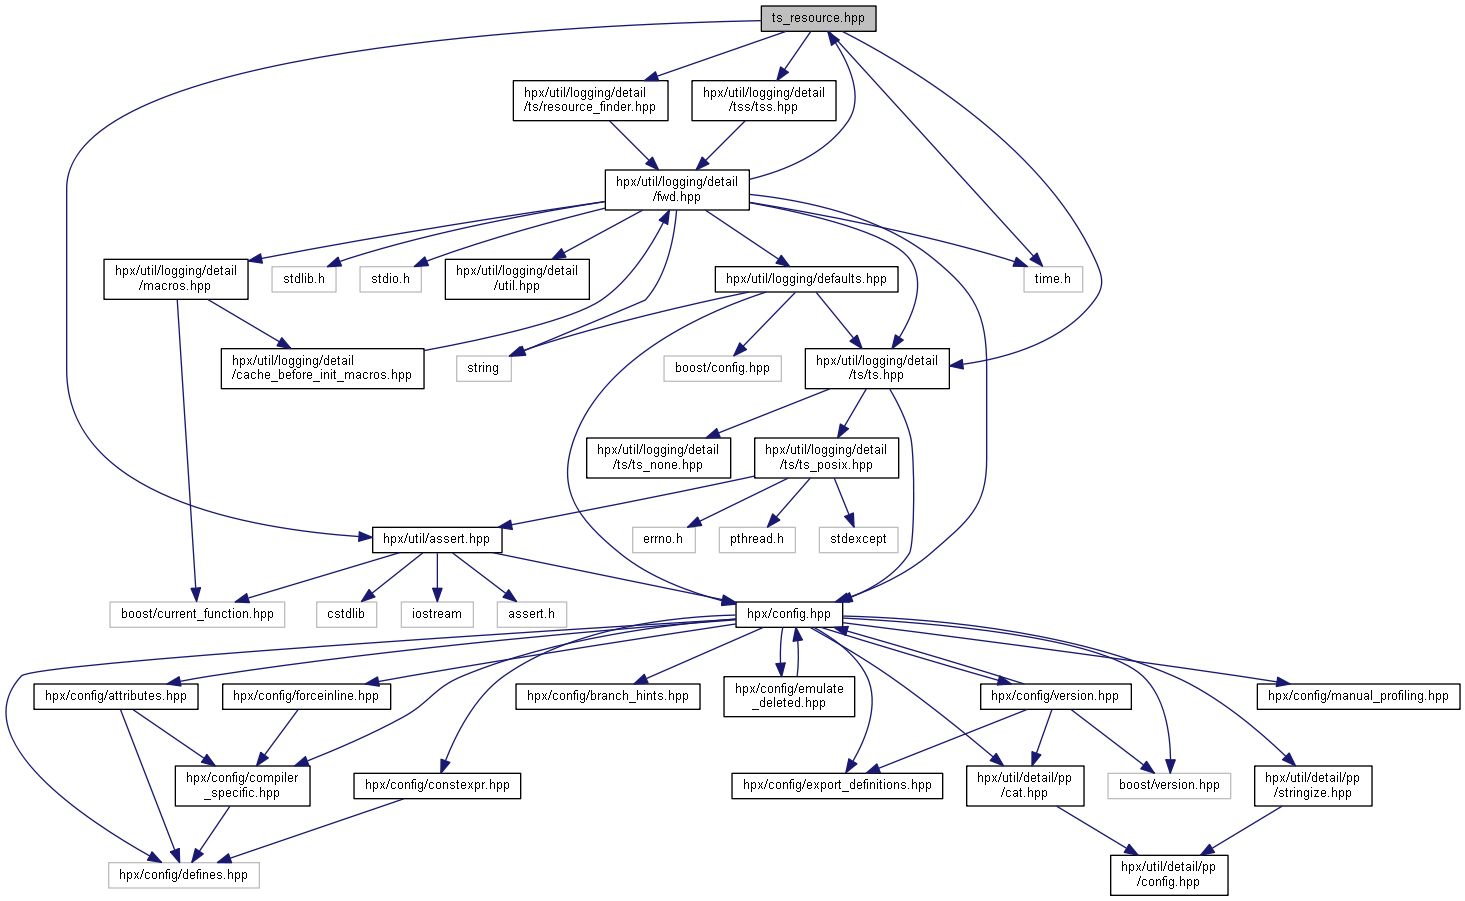 ts_resource.hpp
hpx/util/logging/detail
/ts/resource_finder.hpp
hpx/util/logging/detail
/tss/tss.hpp
hpx/util/logging/detail
/fwd.hpp
hpx/util/logging/detail
/macros.hpp
stdlib.h
stdio.h
hpx/util/logging/detail
/util.hpp
hpx/util/logging/defaults.hpp
time.h
hpx/util/logging/detail
/cache_before_init_macros.hpp
string
boost/config.hpp
hpx/util/logging/detail
/ts/ts.hpp
hpx/util/logging/detail
/ts/ts_none.hpp
hpx/util/logging/detail
/ts/ts_posix.hpp
hpx/util/assert.hpp
errno.h
pthread.h
stdexcept
boost/current_function.hpp
cstdlib
iostream
assert.h
hpx/config.hpp
hpx/config/attributes.hpp
hpx/config/forceinline.hpp
hpx/config/branch_hints.hpp
hpx/config/emulate
_deleted.hpp
hpx/config/version.hpp
hpx/config/manual_profiling.hpp
hpx/config/compiler
_specific.hpp
hpx/config/constexpr.hpp
hpx/config/export_definitions.hpp
hpx/util/detail/pp
/cat.hpp
boost/version.hpp
hpx/util/detail/pp
/stringize.hpp
hpx/config/defines.hpp
hpx/util/detail/pp
/config.hpp